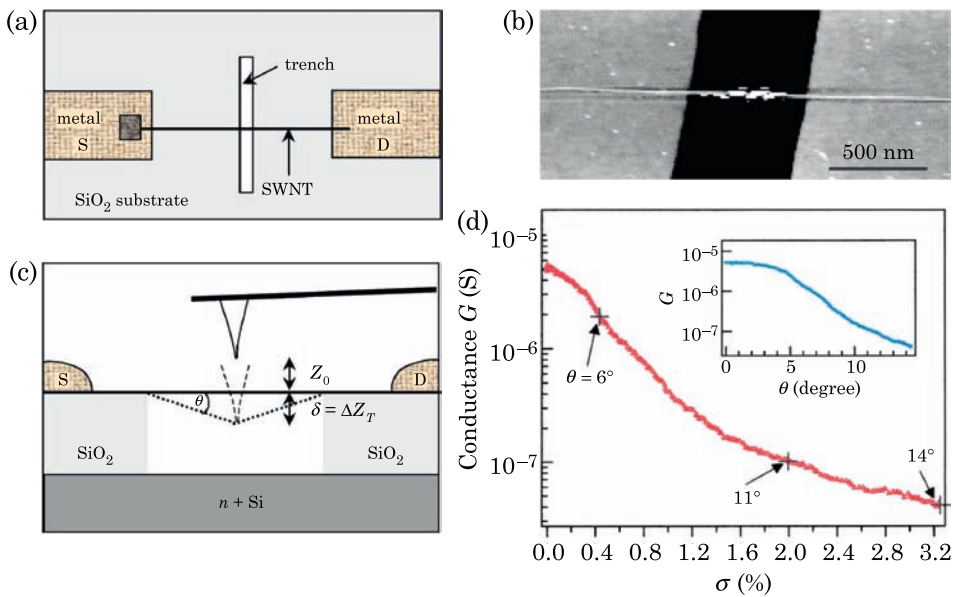 (a)
trench
metal
S
metal
D
SWNT
SiO₂ substrate
(b)
500 nm
(c)
S
D
Z₀
θ
δ = ΔZ_T
SiO₂
SiO₂
n + Si
(d)
Conductance G (S)
10⁻⁵
10⁻⁶
10⁻⁷
θ = 6°
11°
14°
0.0 0.4 0.8 1.2 1.6 2.0 2.4 2.8 3.2
σ (%)
G
10⁻⁵
10⁻⁶
10⁻⁷
0 5 10
θ (degree)